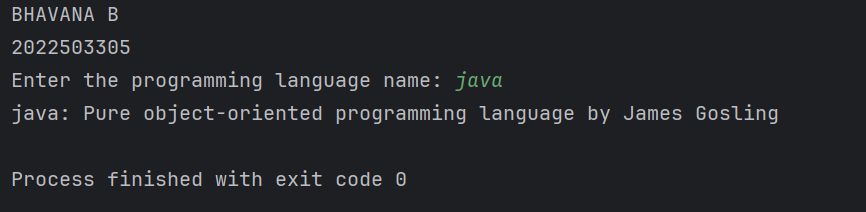 BHAVANA B
2022503305
Enter the programming language name: java
java: Pure object-oriented programming language by James Gosling
Process finished with exit code 0